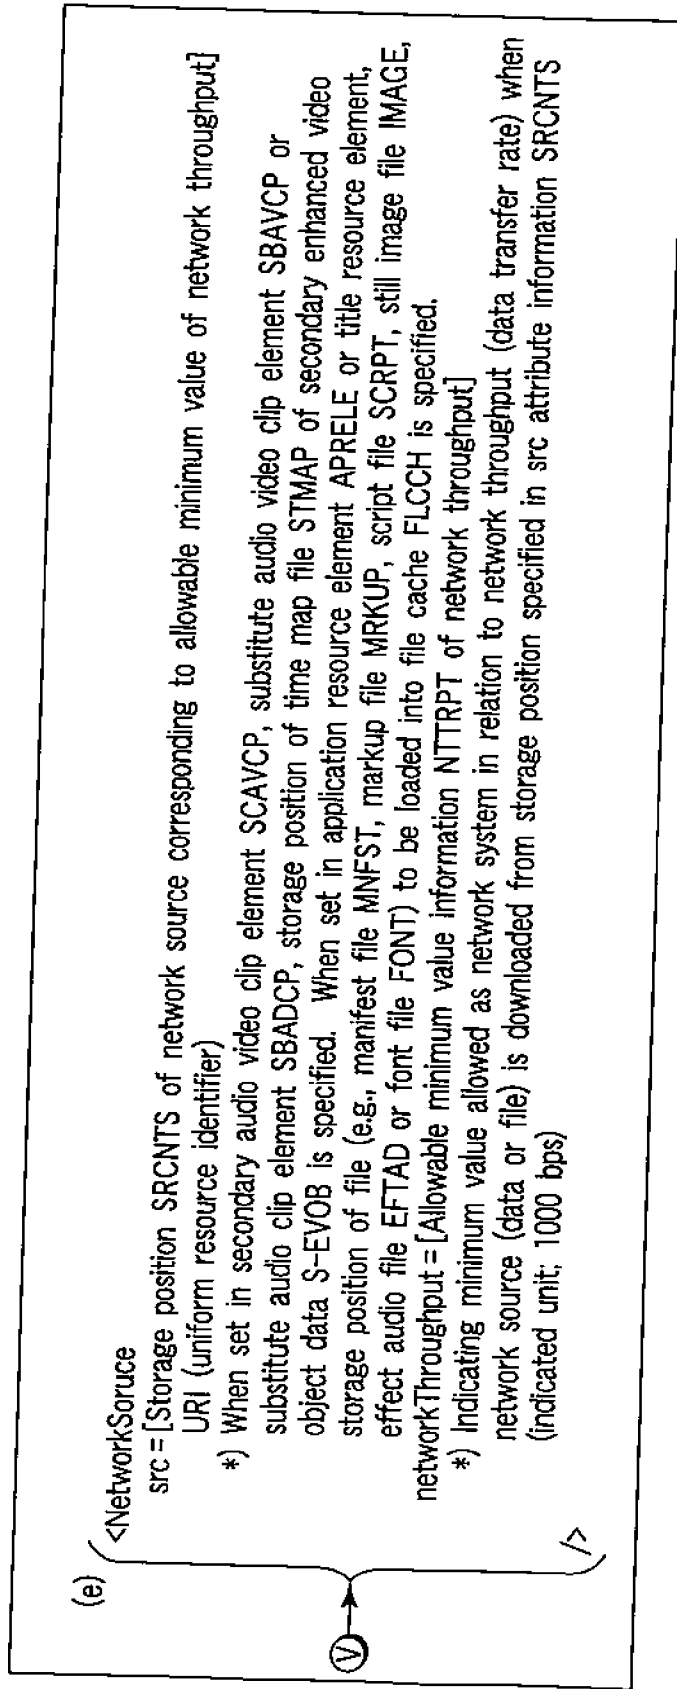 (e)
<NetworkSoruce
src = [Storage position SRCNTS of network source corresponding to allowable minimum value of network throughput]
URI (uniform resource identifier)
*) When set in secondary audio video clip element SCAVCP, substitute audio video clip element SBAVCP or
substitute audio clip element SBADCP, storage position of time map file STMAP of secondary enhanced video
object data S-EVOB is specified. When set in application resource element APRELE or title resource element,
storage position of file (e.g., manifest file MNFST, markup file MRKUP, script file SCRPT, still image file IMAGE,
effect audio file EFTAD or font file FONT) to be loaded into file cache FLCCH is specified.
networkThroughput = [Allowable minimum value information NTTRPT of network throughput]
*) Indicating minimum value allowed as network system in relation to network throughput (data transfer rate) when
network source (data or file) is downloaded from storage position specified in src attribute information SRCNTS
(indicated unit; 1000 bps)
/>
V